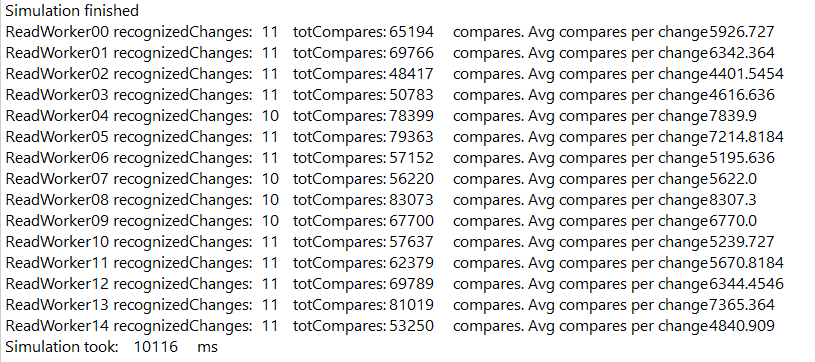 Simulation finished
ReadWorker00 recognizedChanges: 11 totCompares: 65194 compares. Avg compares per change5926.727
ReadWorker01 recognizedChanges: 11 totCompares: 69766 compares. Avg compares per change6342.364
ReadWorker02 recognizedChanges: 11 totCompares: 48417 compares. Avg compares per change4401.5454
ReadWorker03 recognizedChanges: 11 totCompares: 50783 compares. Avg compares per change4616.636
ReadWorker04 recognizedChanges: 10 totCompares: 78399 compares. Avg compares per change7839.9
ReadWorker05 recognizedChanges: 11 totCompares: 79363 compares. Avg compares per change7214.8184
ReadWorker06 recognizedChanges: 11 totCompares: 57152 compares. Avg compares per change5195.636
ReadWorker07 recognizedChanges: 10 totCompares: 56220 compares. Avg compares per change5622.0
ReadWorker08 recognizedChanges: 10 totCompares: 83073 compares. Avg compares per change8307.3
ReadWorker09 recognizedChanges: 10 totCompares: 67700 compares. Avg compares per change6770.0
ReadWorker10 recognizedChanges: 11 totCompares: 57637 compares. Avg compares per change5239.727
ReadWorker11 recognizedChanges: 11 totCompares: 62379 compares. Avg compares per change5670.8184
ReadWorker12 recognizedChanges: 11 totCompares: 69789 compares. Avg compares per change6344.4546
ReadWorker13 recognizedChanges: 11 totCompares: 81019 compares. Avg compares per change7365.364
ReadWorker14 recognizedChanges: 11 totCompares: 53250 compares. Avg compares per change4840.909
Simulation took: 10116 ms